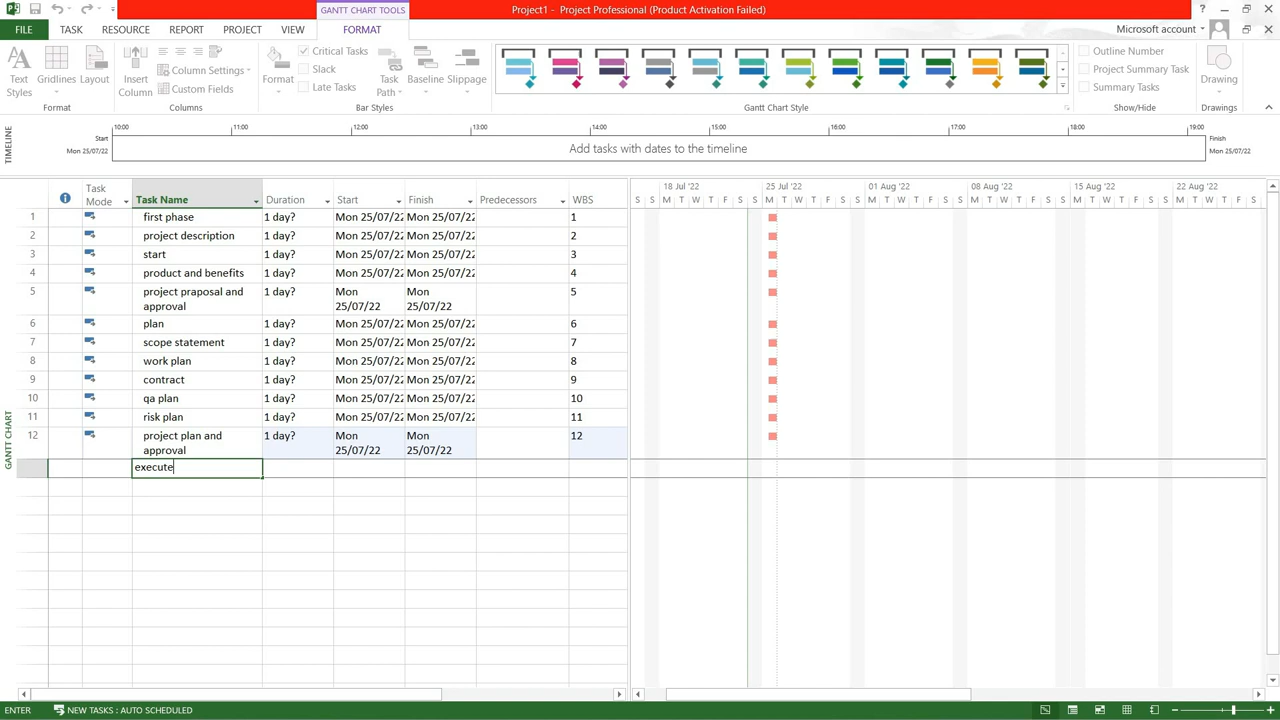 GANTT CHART TOOLS
Project1 - Project Professional (Product Activation Failed)
?
FILE TASK RESOURCE REPORT PROJECT VIEW FORMAT
Microsoft account
Text Styles
Gridlines
Layout
Format
Insert Column
Column Settings
Custom Fields
Columns
Format
Critical Tasks
Slack
Late Tasks
Task Path
Baseline
Slippage
Bar Styles
Gantt Chart Style
Outline Number
Project Summary Task
Summary Tasks
Show/Hide
Drawing
Drawings
TIMELINE
10:00 11:00 12:00 13:00 14:00 15:00 16:00 17:00 18:00 19:00
Start
Mon 25/07/22
Add tasks with dates to the timeline
Finish
Mon 25/07/22
Task Mode
Task Name Duration Start Finish Predecessors WBS
18 Jul '22 25 Jul '22 01 Aug '22 08 Aug '22 15 Aug '22 22 Aug '22
S S M T W T F S S M T W T F S S M T W T F S S M T W T F S S M T W T F S S M T W T F S
1 first phase 1 day? Mon 25/07/22 Mon 25/07/22 1
2 project description 1 day? Mon 25/07/22 Mon 25/07/22 2
3 start 1 day? Mon 25/07/22 Mon 25/07/22 3
4 product and benefits 1 day? Mon 25/07/22 Mon 25/07/22 4
5 project praposal and 1 day? Mon Mon 5
approval 25/07/22 25/07/22
6 plan 1 day? Mon 25/07/22 Mon 25/07/22 6
7 scope statement 1 day? Mon 25/07/22 Mon 25/07/22 7
8 work plan 1 day? Mon 25/07/22 Mon 25/07/22 8
9 contract 1 day? Mon 25/07/22 Mon 25/07/22 9
10 qa plan 1 day? Mon 25/07/22 Mon 25/07/22 10
11 risk plan 1 day? Mon 25/07/22 Mon 25/07/22 11
12 project plan and 1 day? Mon Mon 12
approval 25/07/22 25/07/22
execute
GANTT CHART
ENTER NEW TASKS : AUTO SCHEDULED